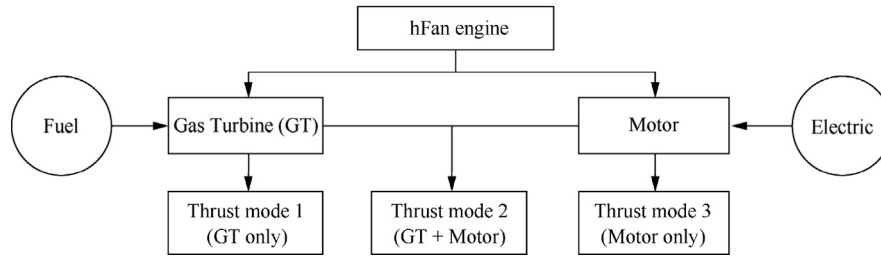 hFan engine
Fuel
Gas Turbine (GT)
Motor
Electric
Thrust mode 1
(GT only)
Thrust mode 2
(GT + Motor)
Thrust mode 3
(Motor only)